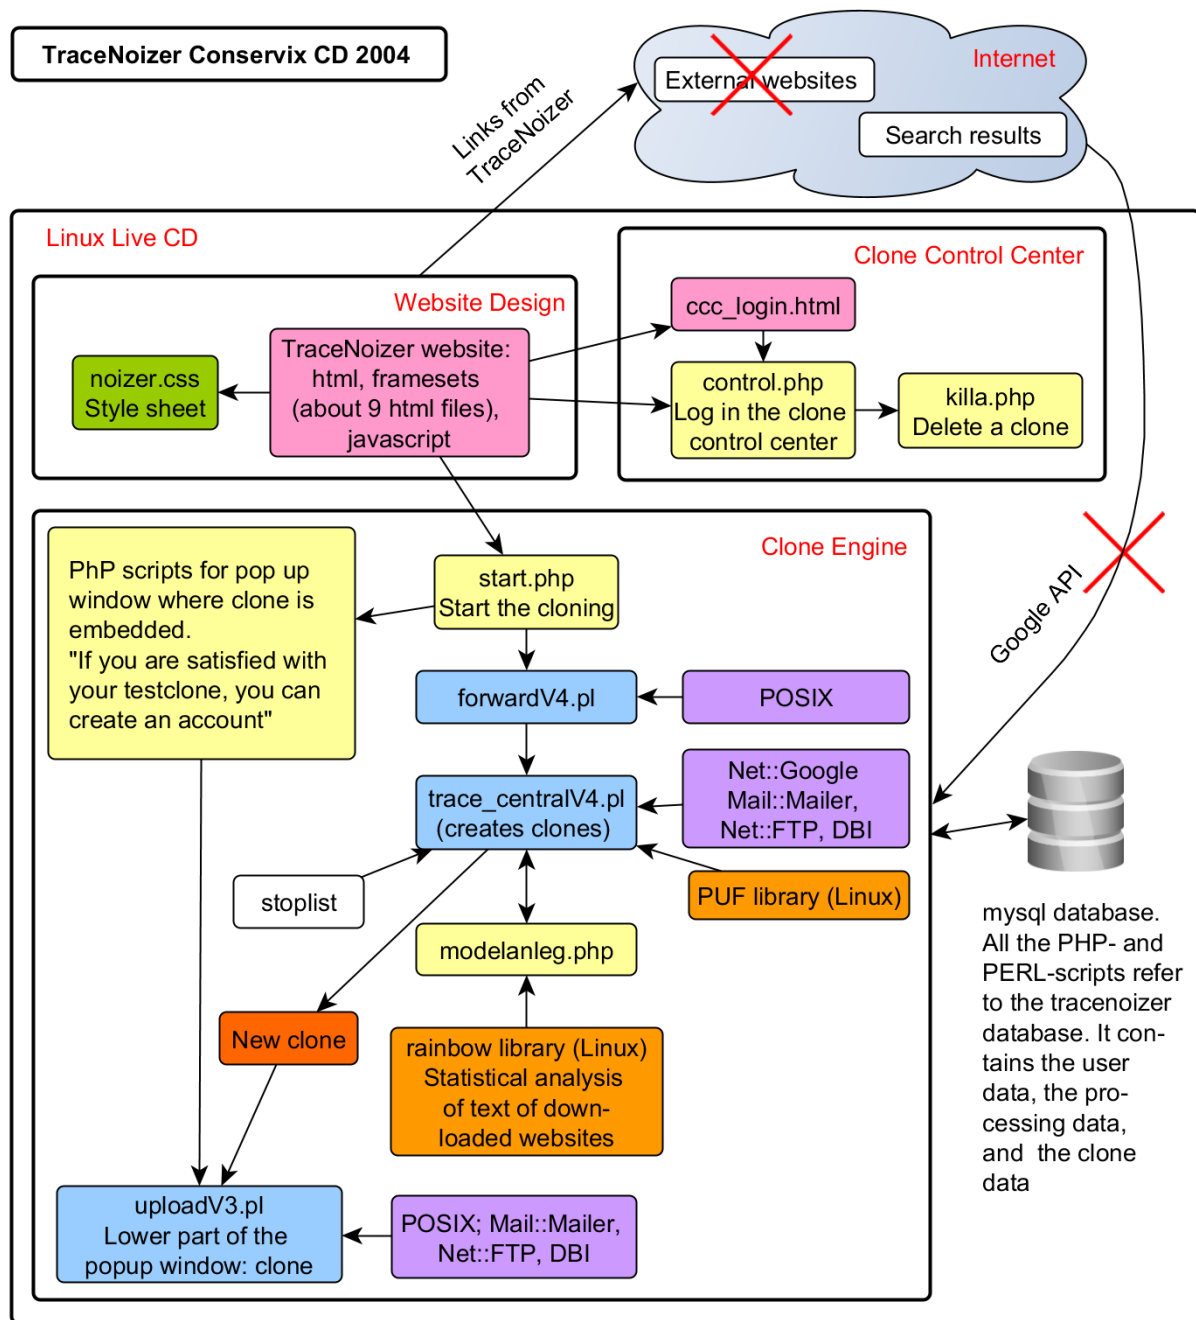 TraceNoizer Conservix CD 2004
Internet
External websites
Search results
Links from
TraceNoizer
Linux Live CD
Website Design
TraceNoizer website:
html, framesets
(about 9 html files),
javascript
noizer.css
Style sheet
Clone Control Center
ccc_login.html
control.php
Log in the clone
control center
killa.php
Delete a clone
Clone Engine
PhP scripts for pop up
window where clone is
embedded.
"If you are satisfied with
your testclone, you can
create an account"
start.php
Start the cloning
Google API
forwardV4.pl
POSIX
trace_centralV4.pl
(creates clones)
Net::Google
Mail::Mailer,
Net::FTP, DBI
stoplist
PUF library (Linux)
modelanleg.php
New clone
rainbow library (Linux)
Statistical analysis
of text of down-
loaded websites
mysql database.
All the PHP- and
PERL-scripts refer
to the tracenoizer
database. It con-
tains the user
data, the pro-
cessing data,
and  the clone
data
uploadV3.pl
Lower part of the
popup window: clone
POSIX; Mail::Mailer,
Net::FTP, DBI